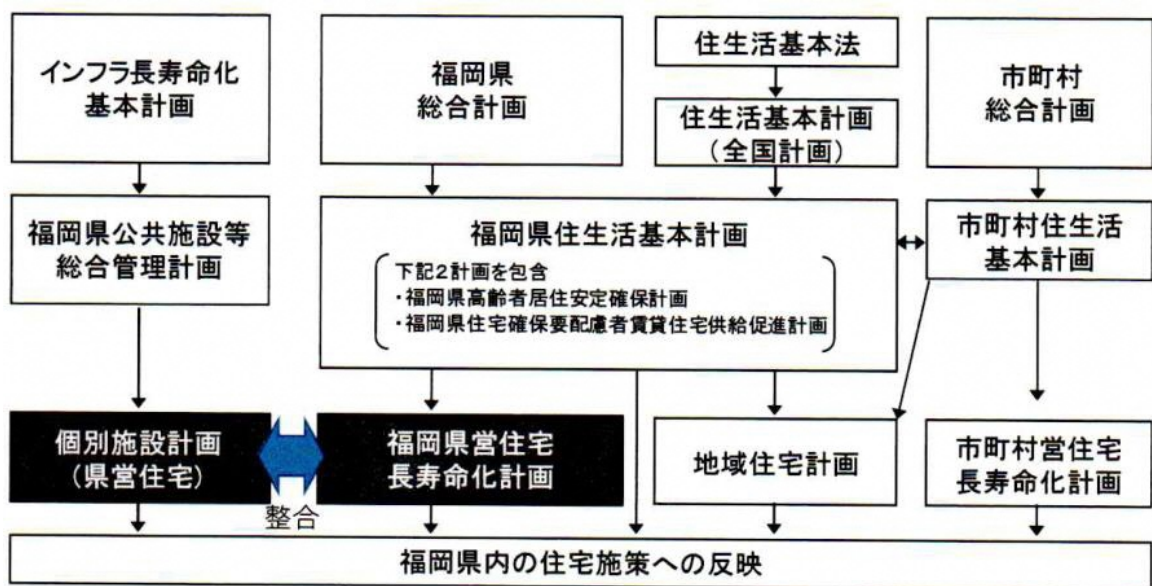 インフラ長寿命化
基本計画
福岡県
総合計画
住生活基本法
住生活基本計画
（全国計画）
市町村
総合計画
福岡県公共施設等
総合管理計画
福岡県住生活基本計画
下記２計画を包含
・福岡県高齢者居住安定確保計画
・福岡県住宅確保要配慮者賃貸住宅供給促進計画
市町村住生活
基本計画
個別施設計画
（県営住宅）
整合
福岡県営住宅
長寿命化計画
地域住宅計画
市町村営住宅
長寿命化計画
福岡県内の住宅施策への反映